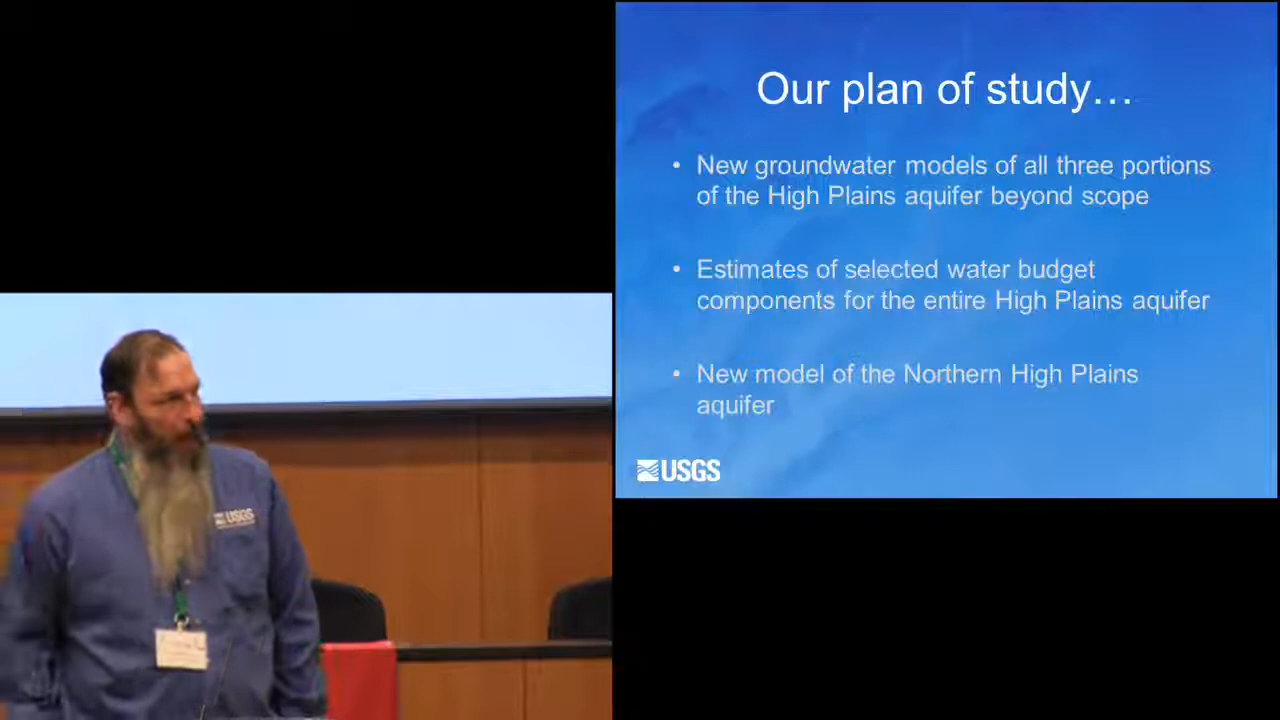 Our plan of study…
• New groundwater models of all three portions
of the High Plains aquifer beyond scope
• Estimates of selected water budget
components for the entire High Plains aquifer
• New model of the Northern High Plains
aquifer
USGS
USGS